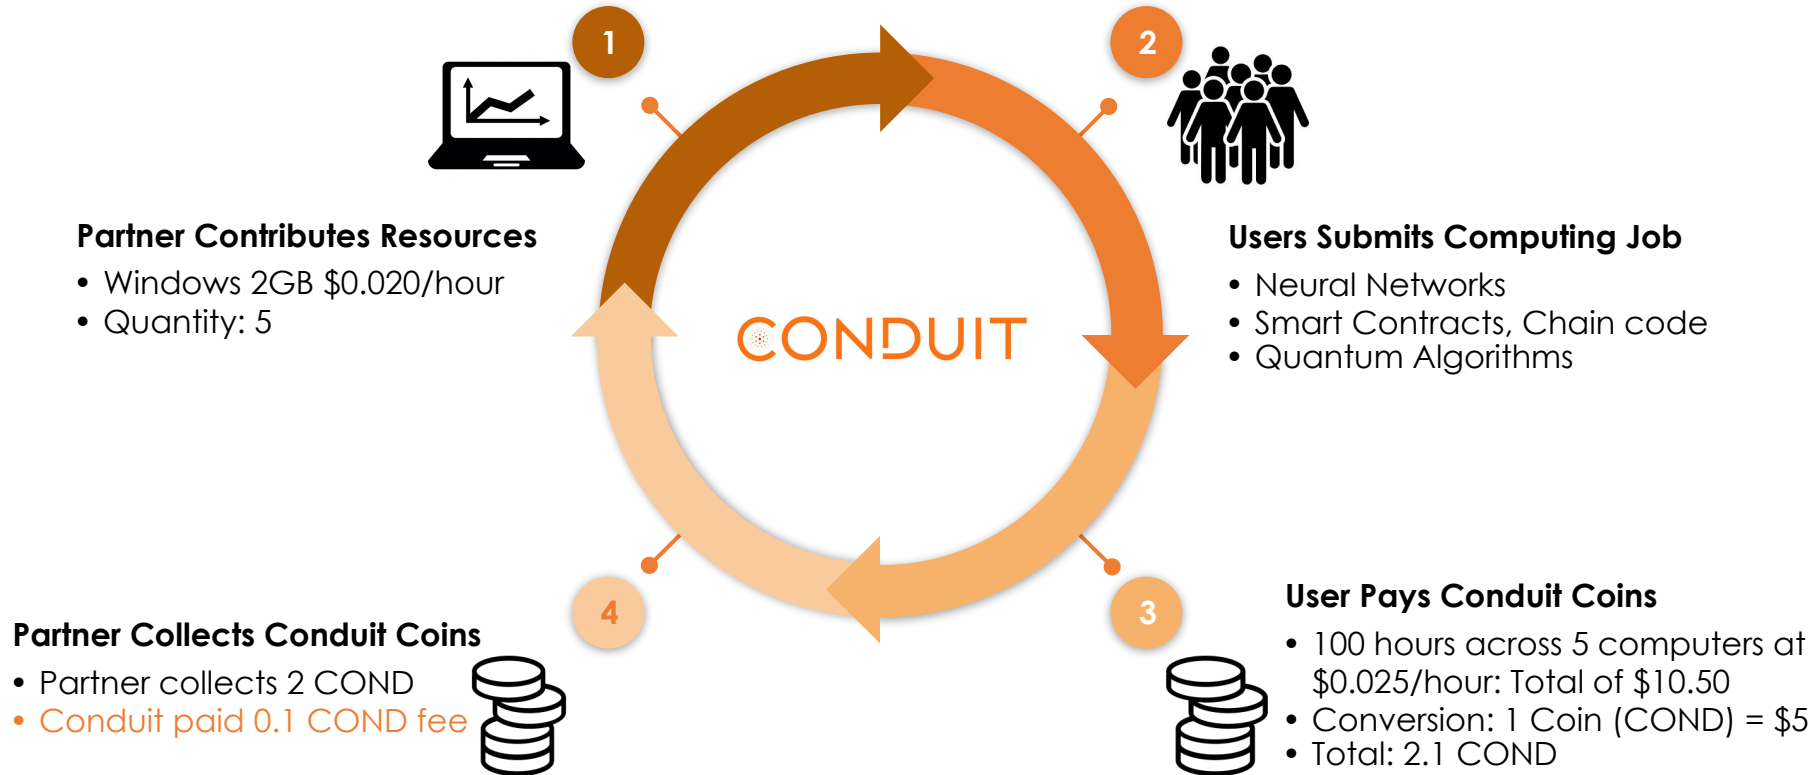 1
Partner Contributes Resources
• Windows 2GB $0.020/hour
• Quantity: 5
2
Users Submits Computing Job
• Neural Networks
• Smart Contracts, Chain code
• Quantum Algorithms
CONDUIT
3
User Pays Conduit Coins
• 100 hours across 5 computers at
$0.025/hour: Total of $10.50
• Conversion: 1 Coin (COND) = $5
• Total: 2.1 COND
4
Partner Collects Conduit Coins
• Partner collects 2 COND
• Conduit paid 0.1 COND fee